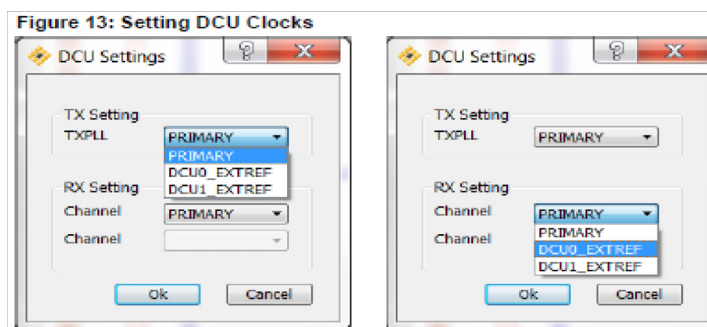 Figure 13: Setting DCU Clocks
DCU Settings
TX Setting
TXPLL
PRIMARY
PRIMARY
DCU0_EXTREF
DCU1_EXTREF
RX Setting
Channel
PRIMARY
Channel
Ok
Cancel
DCU Settings
TX Setting
TXPLL
PRIMARY
RX Setting
Channel
PRIMARY
PRIMARY
Channel
DCU0_EXTREF
DCU1_EXTREF
Ok
Cancel